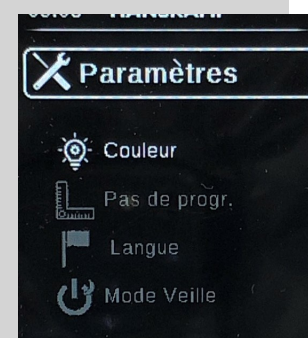 Paramètres
Couleur
Pas de progr.
Langue
Mode Veille